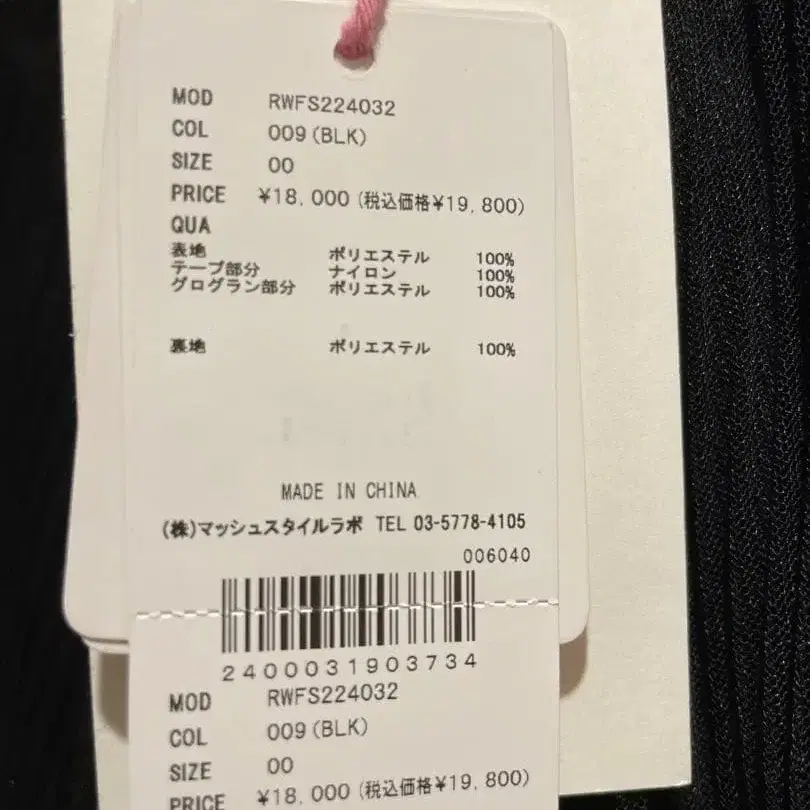 MOD RWFS224032
COL 009(BLK)
SIZE 00
PRICE ¥18,000(税込価格¥19,800)
QUA
表地 ポリエステル 100%
テープ部分 ナイロン 100%
グログラン部分 ポリエステル 100%
裏地 ポリエステル 100%
MADE IN CHINA
(株)マッシュスタイルラボ TEL 03-5778-4105
006040
2400031903734
MOD RWFS224032
COL 009(BLK)
SIZE 00
PRICE ¥18,000(税込価格¥19,800)